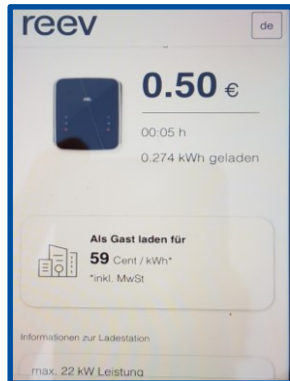 reev
de
0.50 €
00:05 h
0.274 kWh geladen
Als Gast laden für
59 Cent / kWh*
*inkl. MwSt
Informationen zur Ladestation
max. 22 kW Leistung